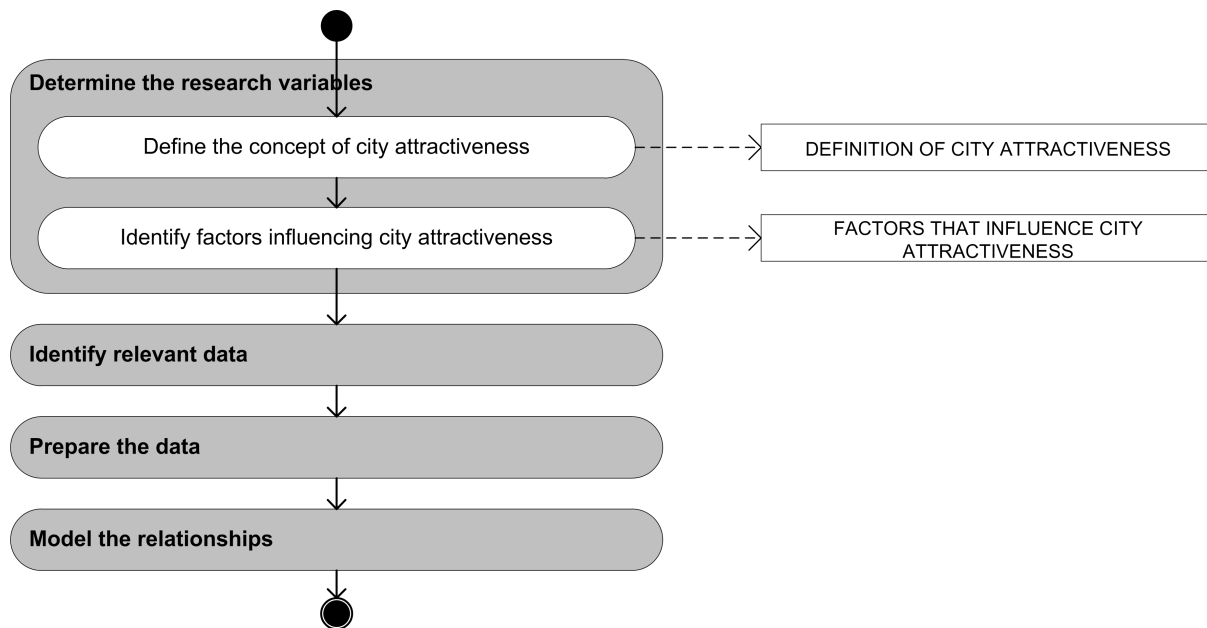 Determine the research variables
Define the concept of city attractiveness
DEFINITION OF CITY ATTRACTIVENESS
Identify factors influencing city attractiveness
FACTORS THAT INFLUENCE CITY
ATTRACTIVENESS
Identify relevant data
Prepare the data
Model the relationships